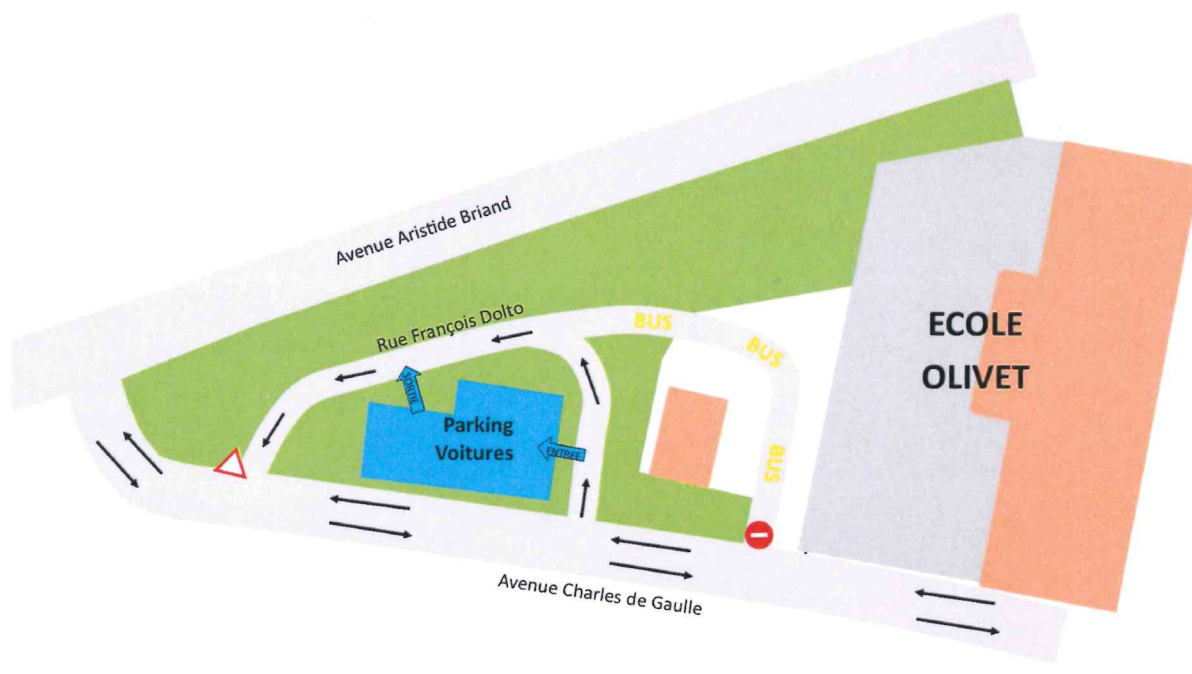 Avenue Aristide Briand
Rue François Dolto
BUS
BUS
BUS
ECOLE
OLIVET
SORTIE
Parking
Voitures
ENTREE
Avenue Charles de Gaulle